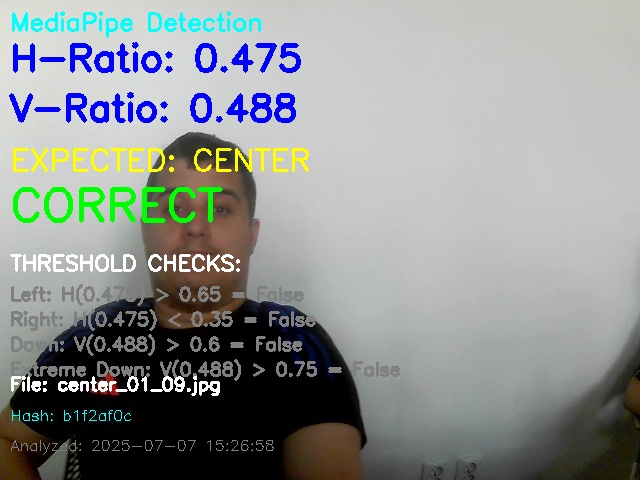 MediaPipe Detection
H-Ratio: 0.475
V-Ratio: 0.488
EXPECTED: CENTER
CORRECT
THRESHOLD CHECKS:
Left: H(0.475) > 0.65 = False
Right: H(0.475) < 0.35 = False
Down: V(0.488) > 0.6 = False
Extreme Down: V(0.488) > 0.75 = False
File: center_01_09.jpg
Hash: b1f2af0c
Analyzed: 2025-07-07 15:26:58